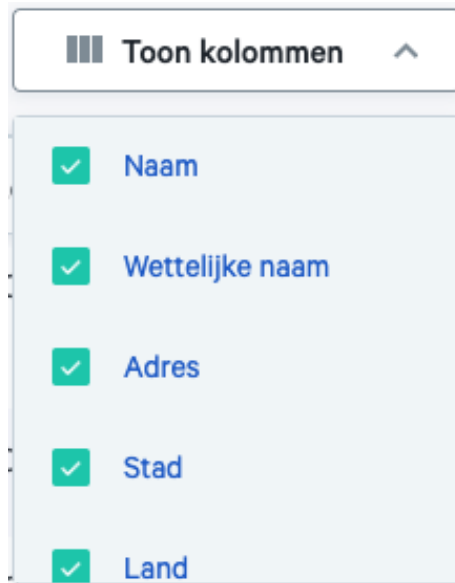 Toon kolommen
Naam
Wettelijke naam
Adres
Stad
Land